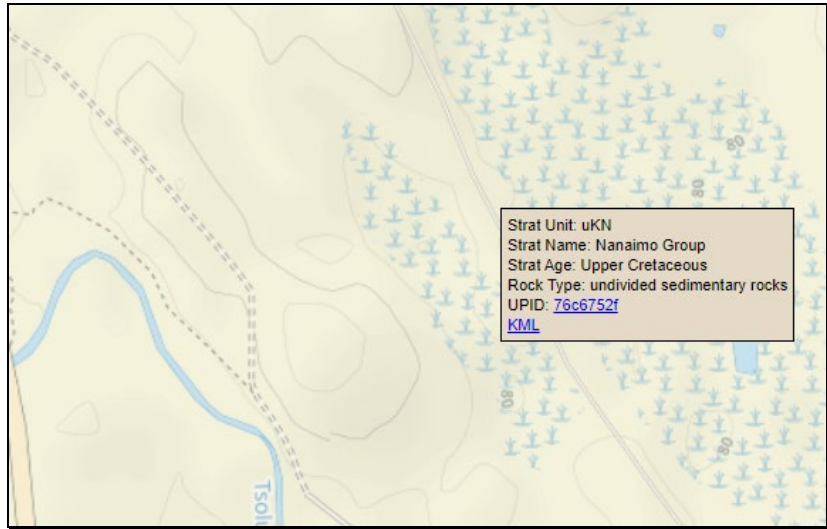 80
80
Strat Unit: uKN
Strat Name: Nanaimo Group
Strat Age: Upper Cretaceous
Rock Type: undivided sedimentary rocks
UPID: 76c6752f
KML
80
80
Tsolu